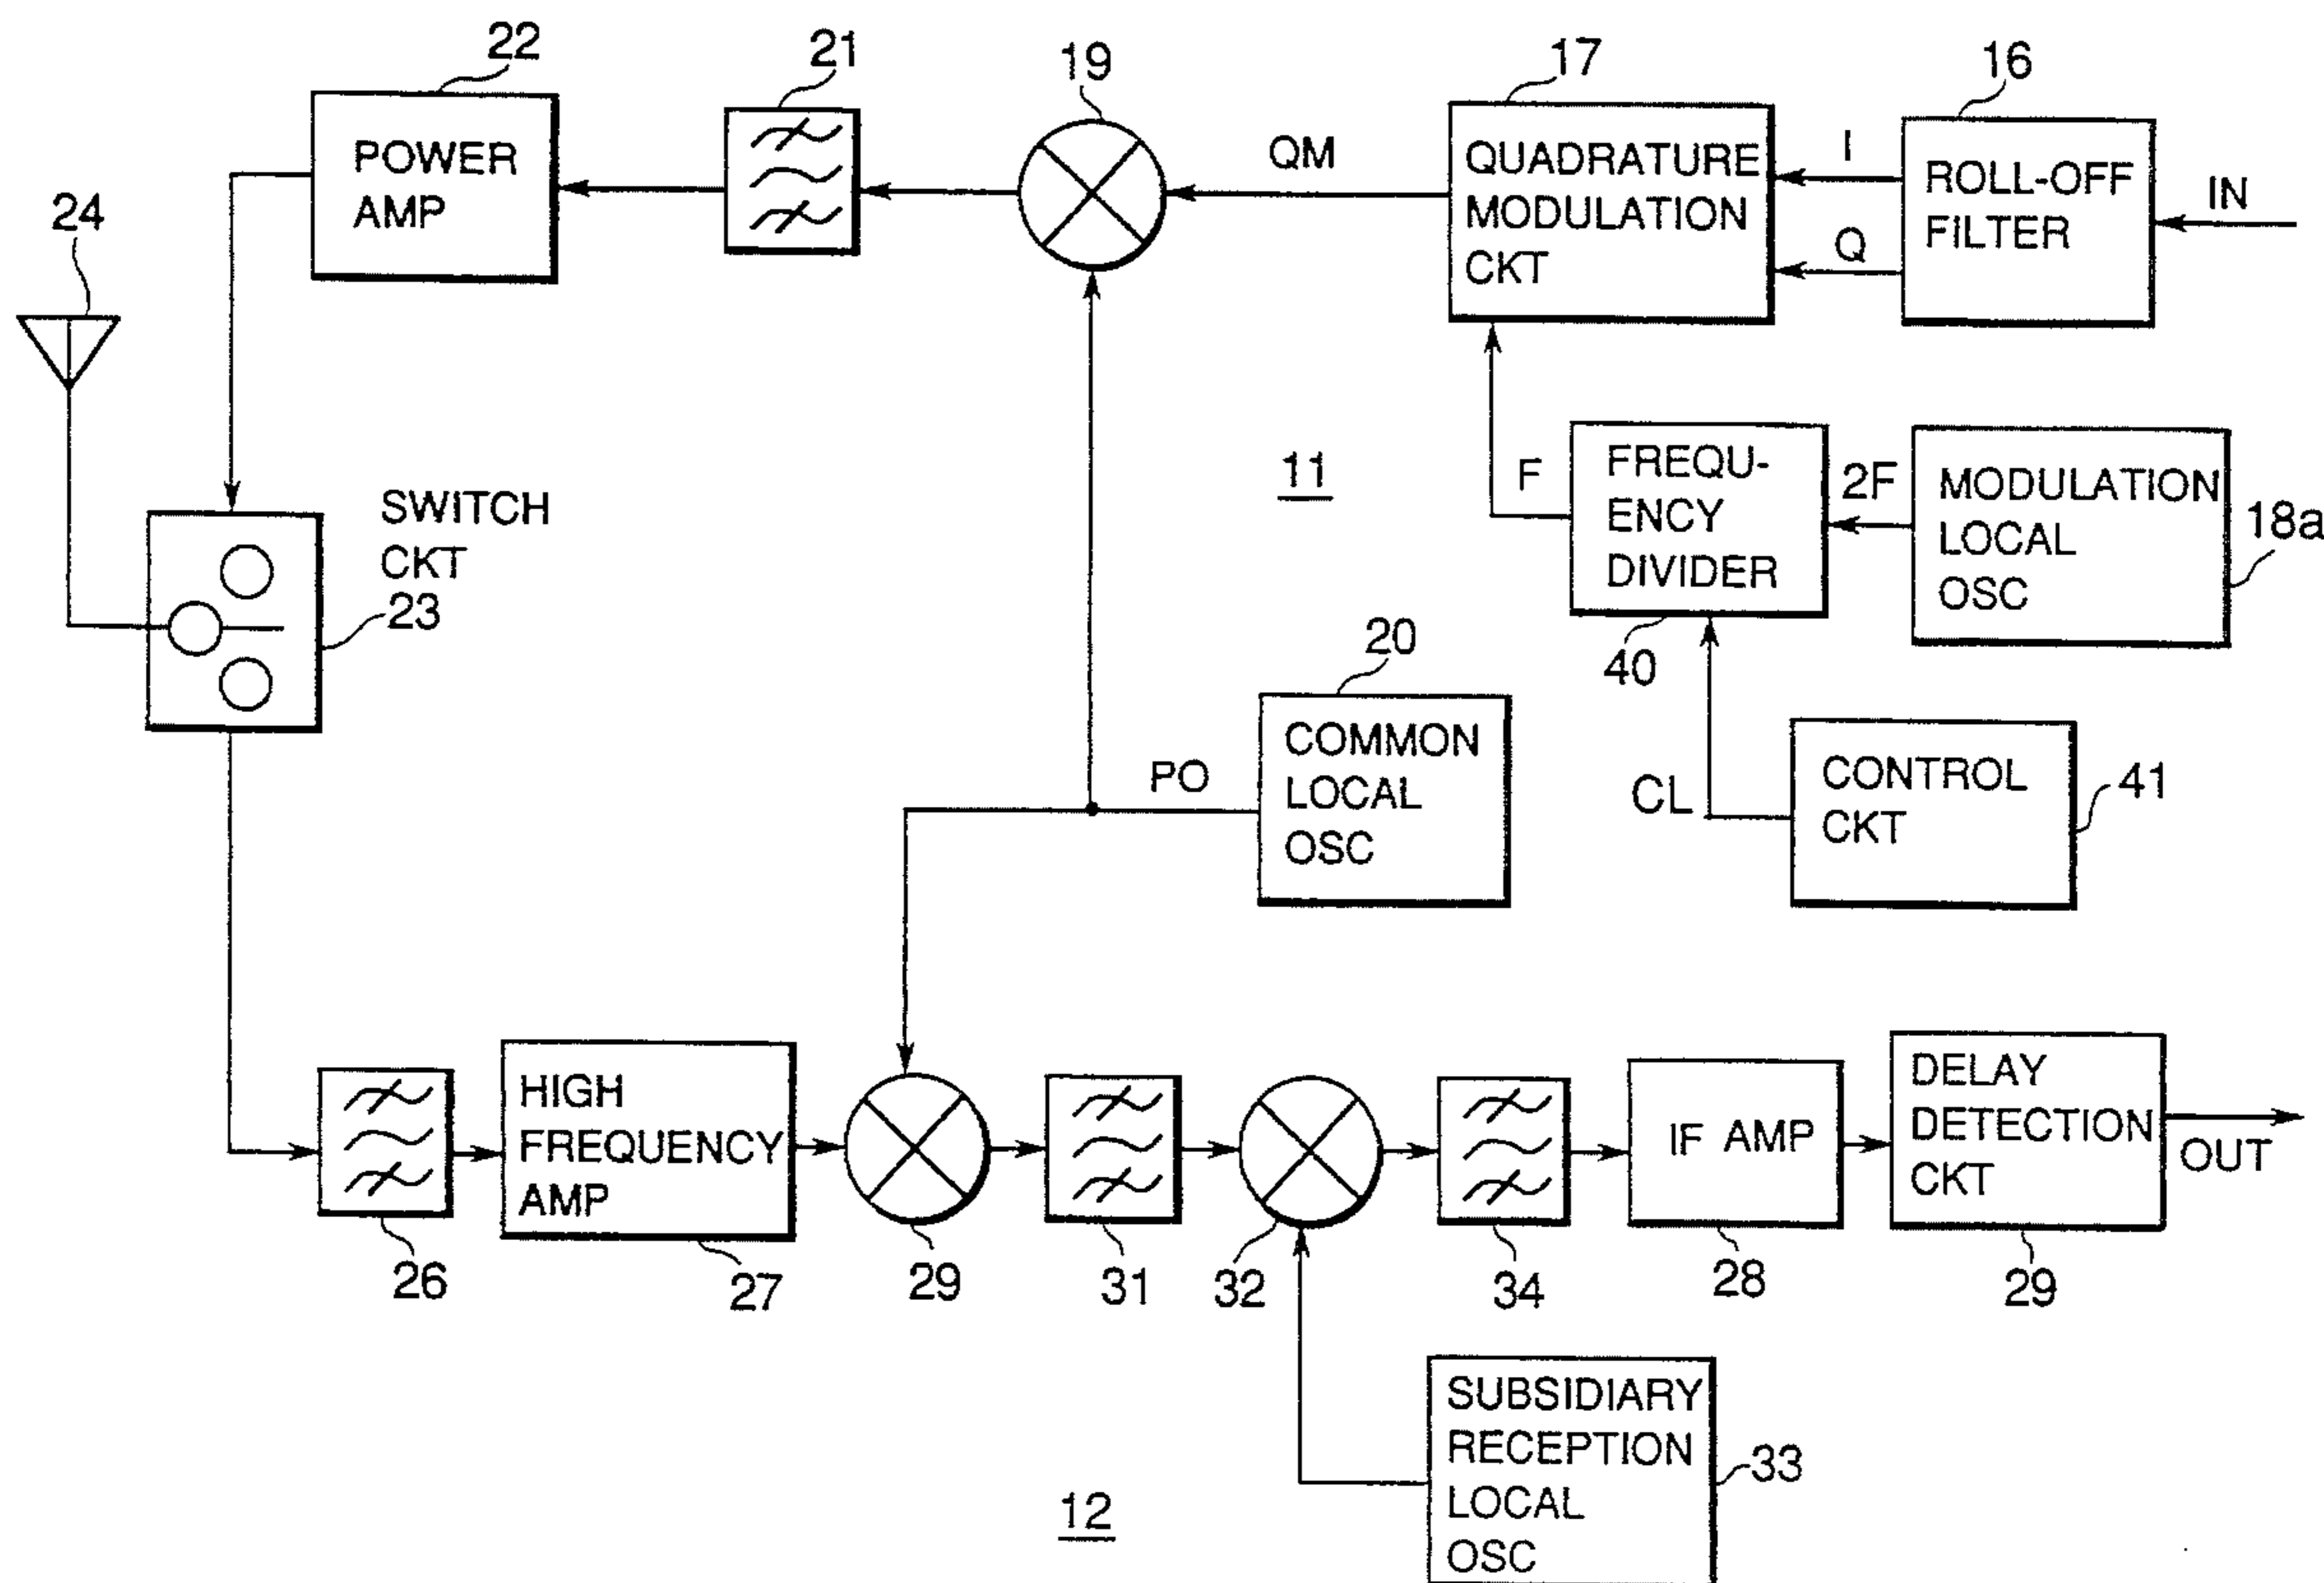 22
21
19
17
16
POWER
AMP
QM
QUADRATURE
MODULATION
CKT
I
Q
ROLL-OFF
FILTER
IN
24
11
F
FREQU-
ENCY
DIVIDER
2F
MODULATION
LOCAL
OSC
18a
SWITCH
CKT
23
40
20
COMMON
LOCAL
OSC
PO
CL
CONTROL
CKT
41
HIGH
FREQUENCY
AMP
IF AMP
DELAY
DETECTION
CKT
OUT
26
27
29
31
32
34
28
29
SUBSIDIARY
RECEPTION
LOCAL
OSC
33
12